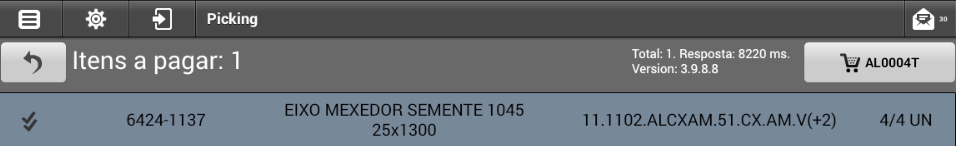 Picking
30
Itens a pagar: 1
Total: 1. Resposta: 8220 ms.
Version: 3.9.8.8
AL0004T
6424-1137
EIXO MEXEDOR SEMENTE 1045
25x1300
11.1102.ALCXAM.51.CX.AM.V(+2)
4/4 UN